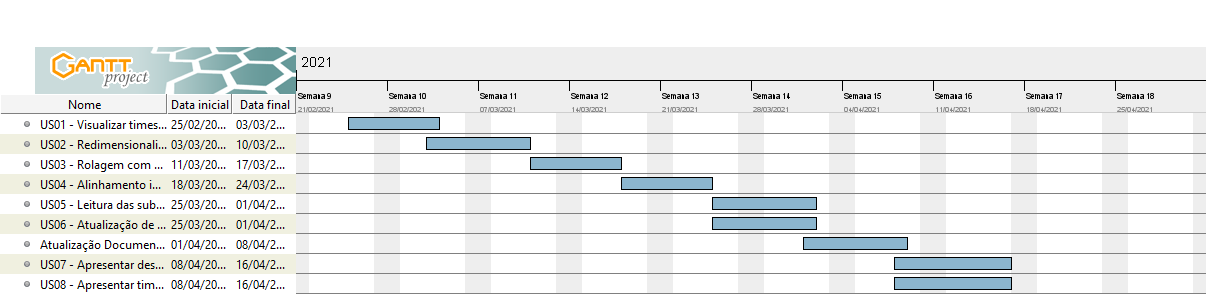 GANTT
project
2021
Semana 9 Semana 10 Semana 11 Semana 12 Semana 13 Semana 14 Semana 15 Semana 16 Semana 17 Semana 18
Nome Data inicial Data final 21/02/2021 28/02/2021 07/03/2021 14/03/2021 21/03/2021 28/03/2021 04/04/2021 11/04/2021 18/04/2021 25/04/2021
US01 - Visualizar times... 25/02/20... 03/03/2...
US02 - Redimensionali... 03/03/20... 10/03/2...
US03 - Rolagem com ... 11/03/20... 17/03/2...
US04 - Alinhamento i... 18/03/20... 24/03/2...
US05 - Leitura das sub... 25/03/20... 01/04/2...
US06 - Atualização de ... 25/03/20... 01/04/2...
Atualização Documen... 01/04/20... 08/04/2...
US07 - Apresentar des... 08/04/20... 16/04/2...
US08 - Apresentar tim... 08/04/20... 16/04/2...